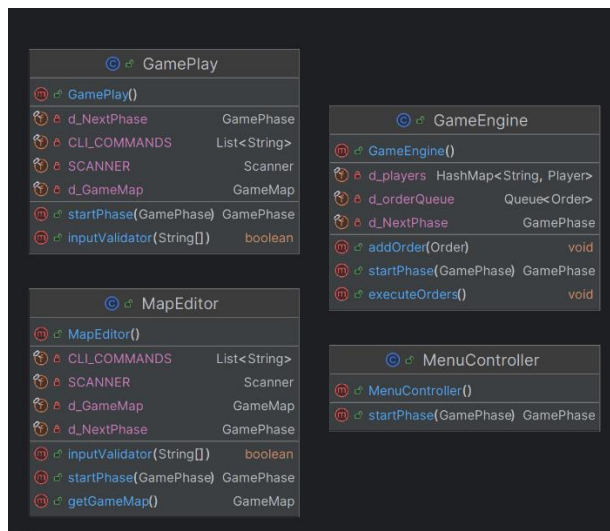 GamePlay
GamePlay()
d_NextPhase GamePhase
CLI_COMMANDS List<String>
SCANNER Scanner
d_GameMap GameMap
startPhase(GamePhase) GamePhase
inputValidator(String[]) boolean
MapEditor
MapEditor()
CLI_COMMANDS List<String>
SCANNER Scanner
d_GameMap GameMap
d_NextPhase GamePhase
inputValidator(String[]) boolean
startPhase(GamePhase) GamePhase
getGameMap() GameMap
GameEngine
GameEngine()
d_players HashMap<String, Player>
d_orderQueue Queue<Order>
d_NextPhase GamePhase
addOrder(Order) void
startPhase(GamePhase) GamePhase
executeOrders() void
MenuController
MenuController()
startPhase(GamePhase) GamePhase